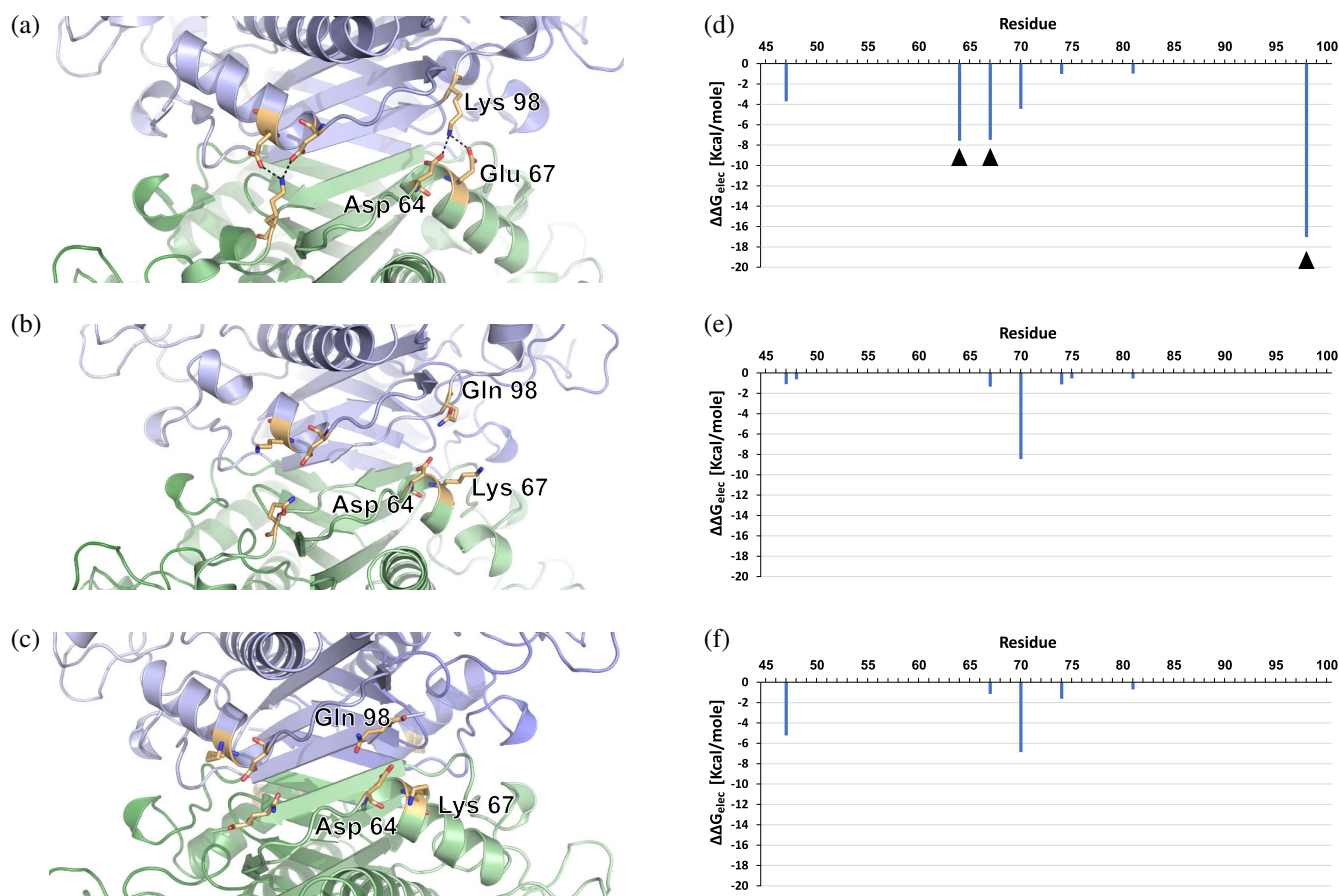 (a)
Lys 98
Glu 67
Asp 64
(d)
Residue
45 50 55 60 65 70 75 80 85 90 95 100
0
-2
-4
-6
-8
-10
-12
-14
-16
-18
-20
ΔΔGelec [Kcal/mole]
(b)
Gln 98
Lys 67
Asp 64
(e)
Residue
45 50 55 60 65 70 75 80 85 90 95 100
0
-2
-4
-6
-8
-10
-12
-14
-16
-18
-20
ΔΔGelec [Kcal/mole]
(c)
Gln 98
Lys 67
Asp 64
(f)
Residue
45 50 55 60 65 70 75 80 85 90 95 100
0
-2
-4
-6
-8
-10
-12
-14
-16
-18
-20
ΔΔGelec [Kcal/mole]